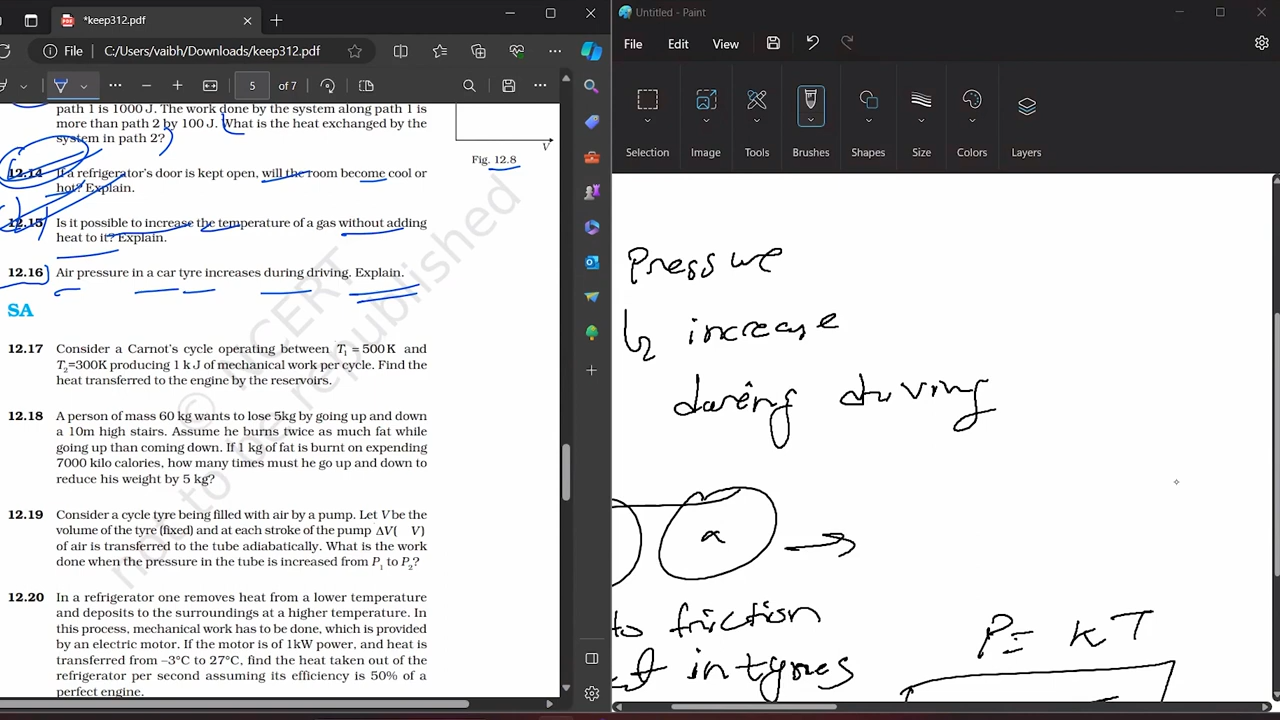 *keep312.pdf
Untitled - Paint
File C:/Users/vaibh/Downloads/keep312.pdf
File Edit View
5 of 7
Selection Image Tools Brushes Shapes Size Colors Layers
path 1 is 1000 J. The work done by the system along path 1 is
more than path 2 by 100 J. What is the heat exchanged by the
system in path 2?
V
Fig. 12.8
12.14 If a refrigerator's door is kept open, will the room become cool or
hot? Explain.
12.15 Is it possible to increase the temperature of a gas without adding
heat to it? Explain.
12.16 Air pressure in a car tyre increases during driving. Explain.
SA
12.17 Consider a Carnot's cycle operating between T1 = 500K and
T2=300K producing 1 k J of mechanical work per cycle. Find the
heat transferred to the engine by the reservoirs.
12.18 A person of mass 60 kg wants to lose 5kg by going up and down
a 10m high stairs. Assume he burns twice as much fat while
going up than coming down. If 1 kg of fat is burnt on expending
7000 kilo calories, how many times must he go up and down to
reduce his weight by 5 kg?
12.19 Consider a cycle tyre being filled with air by a pump. Let V be the
volume of the tyre (fixed) and at each stroke of the pump ΔV( V)
of air is transferred to the tube adiabatically. What is the work
done when the pressure in the tube is increased from P1 to P2?
12.20 In a refrigerator one removes heat from a lower temperature
and deposits to the surroundings at a higher temperature. In
this process, mechanical work has to be done, which is provided
by an electric motor. If the motor is of 1kW power, and heat is
transferred from –3°C to 27°C, find the heat taken out of the
refrigerator per second assuming its efficiency is 50% of a
perfect engine.
not to be republished
NCERT
Pressure
increase
during driving
to friction
in tyres
P = kT